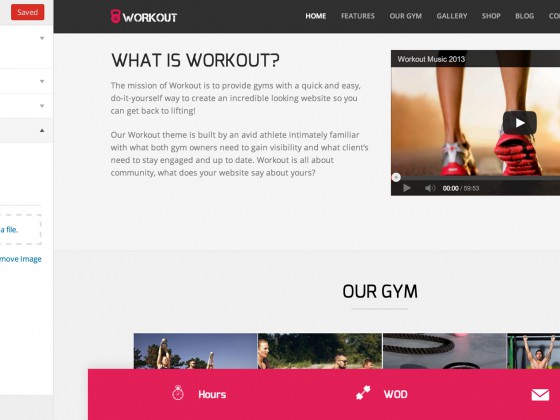 Saved
WORKOUT
HOME FEATURES OUR GYM GALLERY SHOP BLOG
WHAT IS WORKOUT?
The mission of Workout is to provide gyms with a quick and easy,
do-it-yourself way to create an incredible looking website so you
can get back to lifting!
Our Workout theme is built by an avid athlete intimately familiar
with what both gym owners need to gain visibility and what client's
need to stay engaged and up to date. Workout is all about
community, what does your website say about yours?
Workout Music 2013
00:00 / 59:53
a file.
move Image
OUR GYM
Hours
WOD